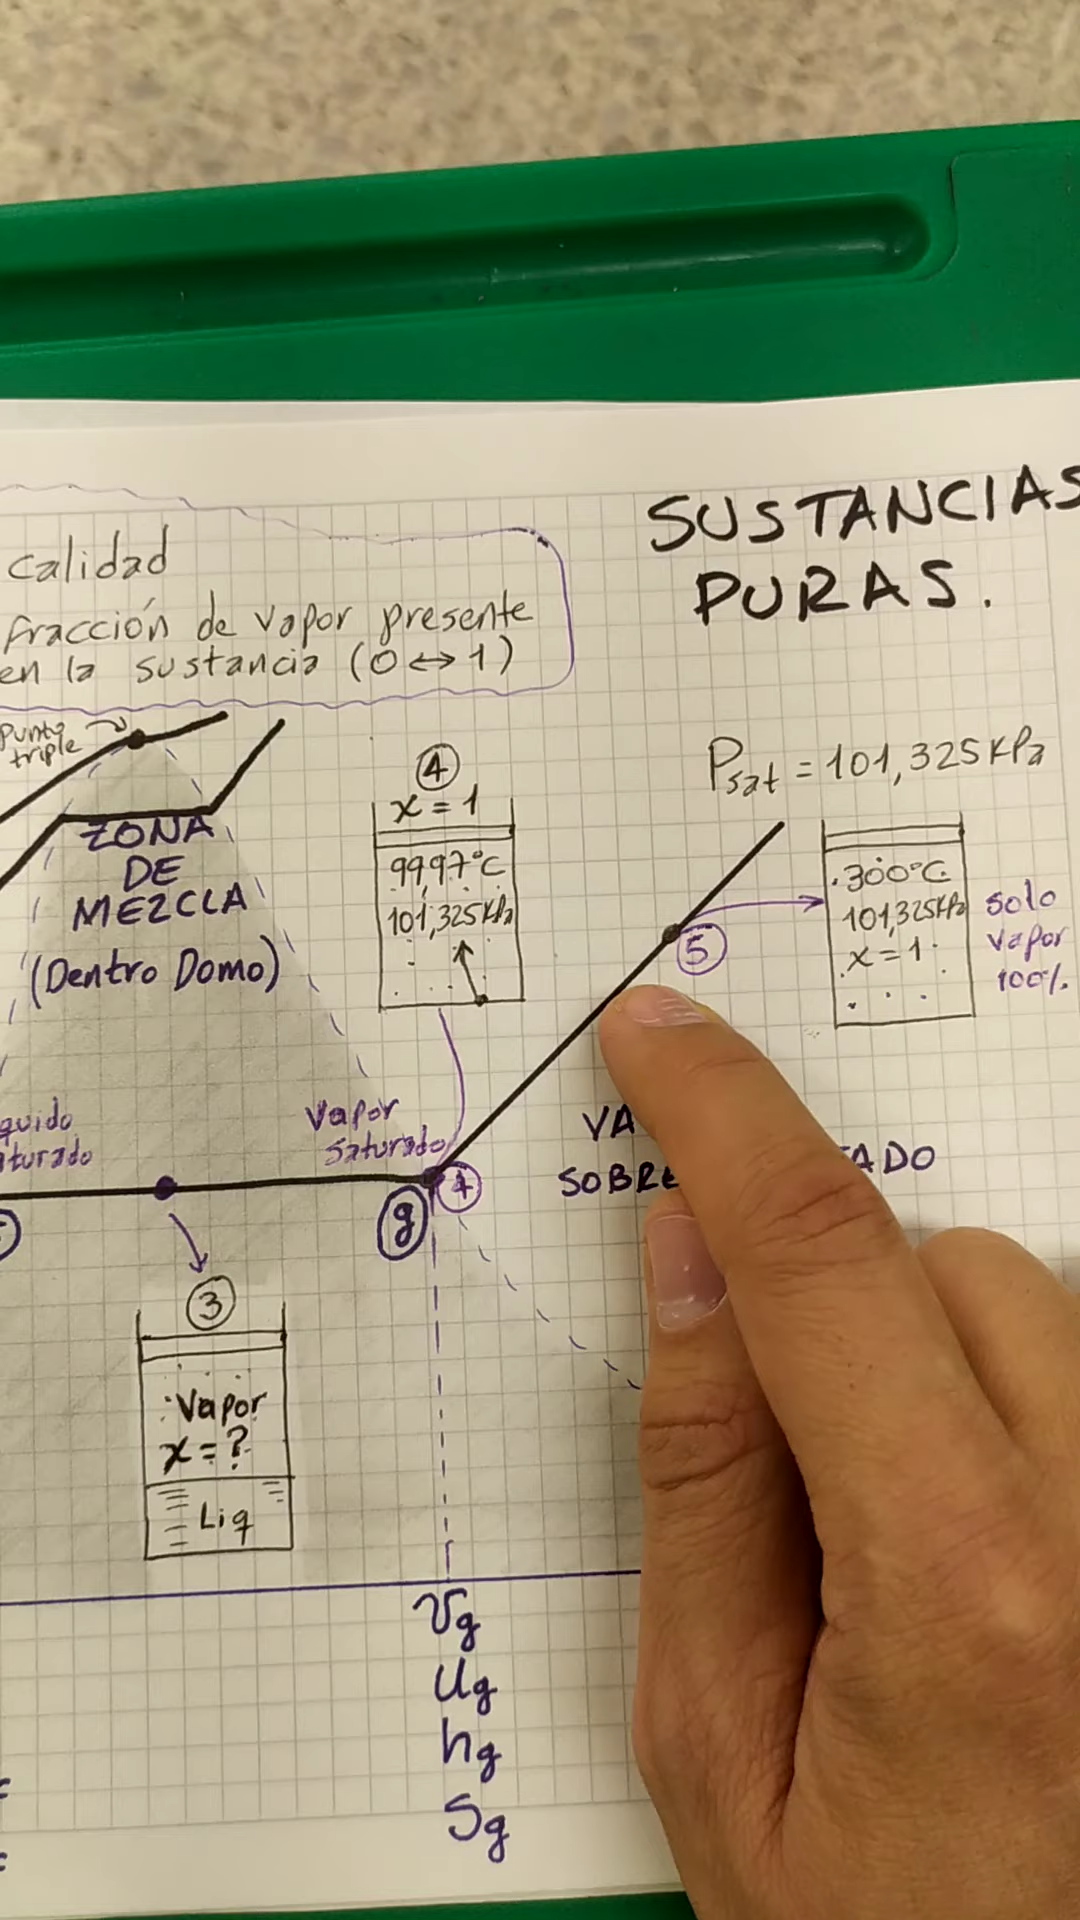 SUSTANCIAS
PURAS.
calidad
fracción de vapor presente
en la sustancia (0 ↔ 1)
Punto
triple
ZONA
DE
MEZCLA
(Dentro Domo)
4
x = 1
99,97°C
101,325 KPa
Psat = 101,325 KPa
300°C
101,325 KPa
x = 1
solo
vapor
100%
5
Vapor
Saturado
4
g
3
Vapor
x = ?
Liq
Vg
Ug
hg
Sg